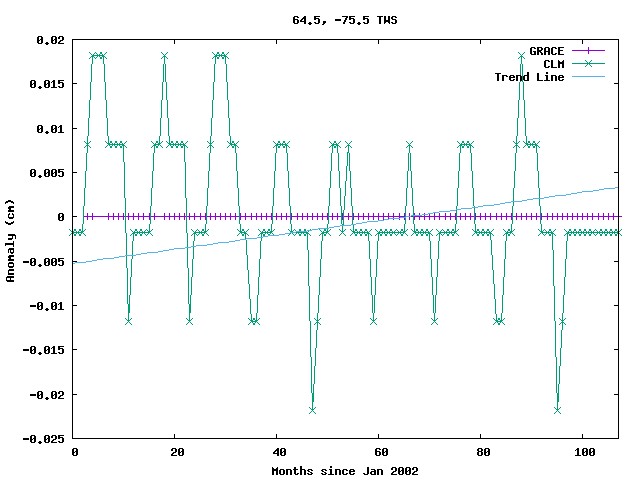 64.5, -75.5 TWS
GRACE
CLM
Trend Line
0.02
0.015
0.01
0.005
0
-0.005
-0.01
-0.015
-0.02
-0.025
Anomaly (cm)
0 20 40 60 80 100
Months since Jan 2002